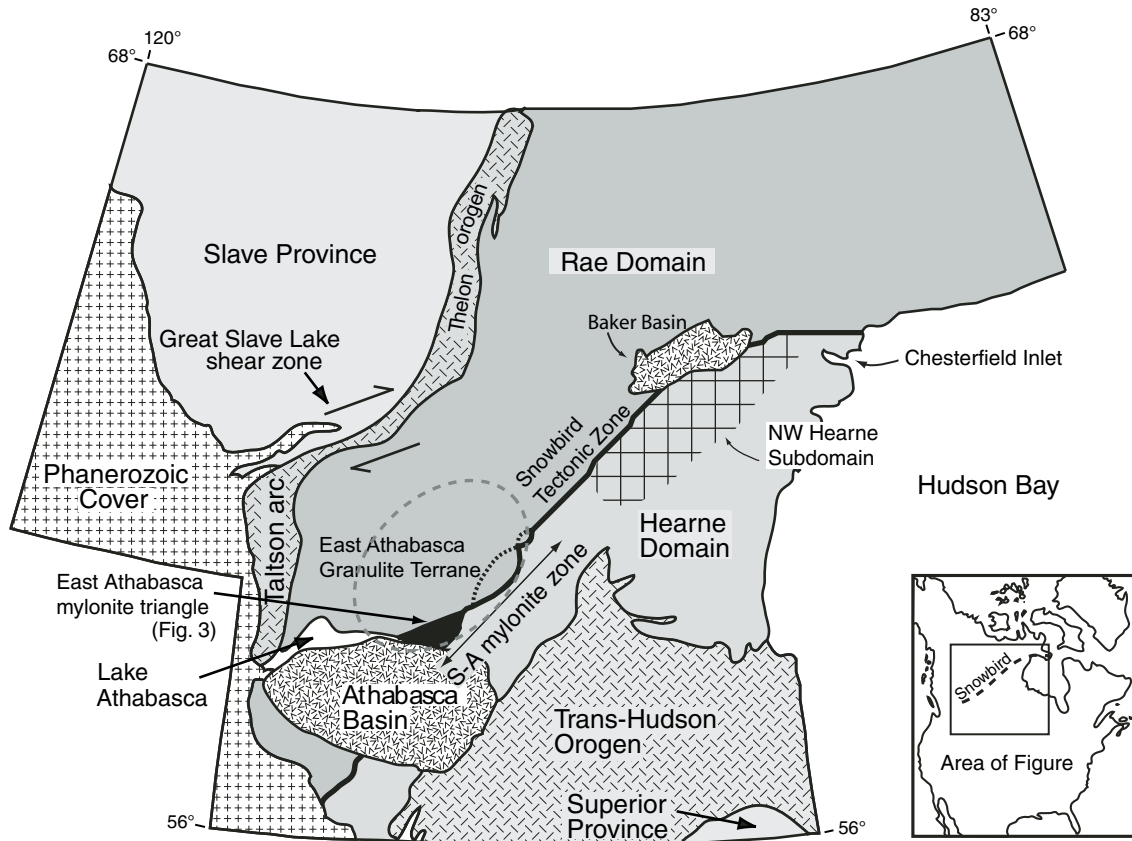 120°
68°
83°
68°
Slave Province
Thelon orogen
Rae Domain
Baker Basin
Great Slave Lake
shear zone
Chesterfield Inlet
Snowbird
Tectonic Zone
NW Hearne
Subdomain
Phanerozoic
Cover
Hudson Bay
Taltson arc
East Athabasca
Granulite Terrane
Hearne
Domain
East Athabasca
mylonite triangle
(Fig. 3)
S-A mylonite zone
Lake
Athabasca
Athabasca
Basin
Trans-Hudson
Orogen
Snowbird
Area of Figure
Superior
Province
56°
56°